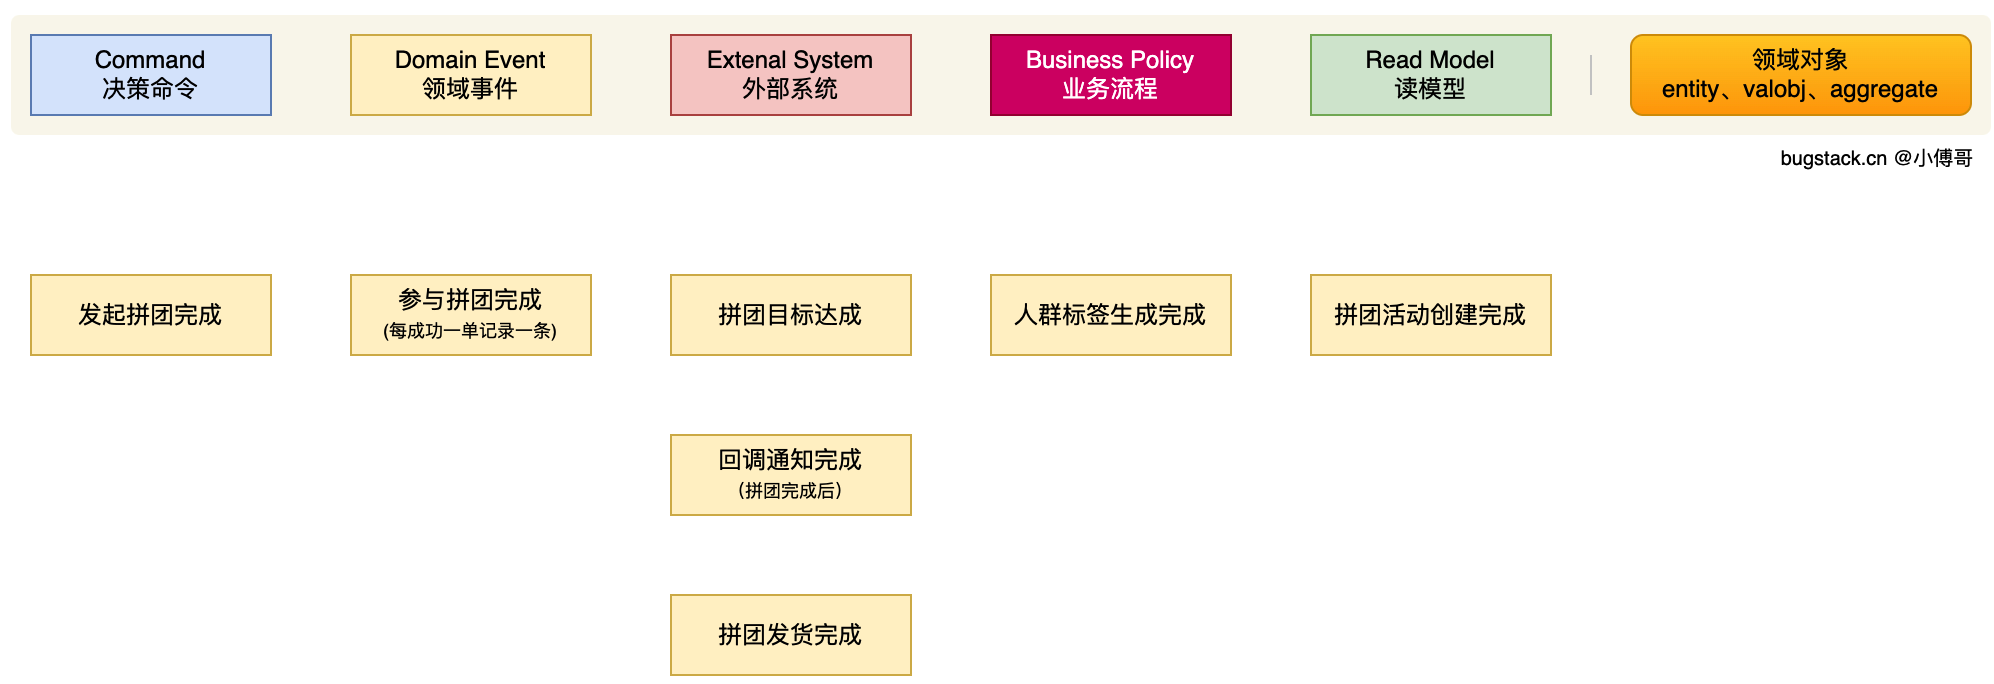 Command
决策命令
Domain Event
领域事件
Extenal System
外部系统
Business Policy
业务流程
Read Model
读模型
领域对象
entity、valobj、aggregate
bugstack.cn @小傅哥
发起拼团完成
参与拼团完成
(每成功一单记录一条)
拼团目标达成
人群标签生成完成
拼团活动创建完成
回调通知完成
(拼团完成后)
拼团发货完成